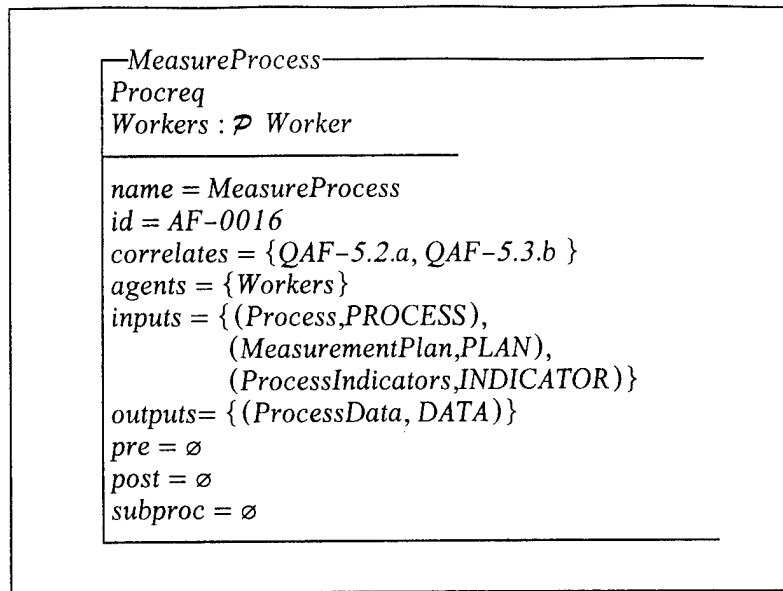 MeasureProcess
Procreq
Workers : 𝒫 Worker
name = MeasureProcess
id = AF-0016
correlates = {QAF-5.2.a, QAF-5.3.b }
agents = {Workers}
inputs = {(Process,PROCESS),
(MeasurementPlan,PLAN),
(ProcessIndicators,INDICATOR)}
outputs= {(ProcessData, DATA)}
pre = ∅
post = ∅
subproc = ∅